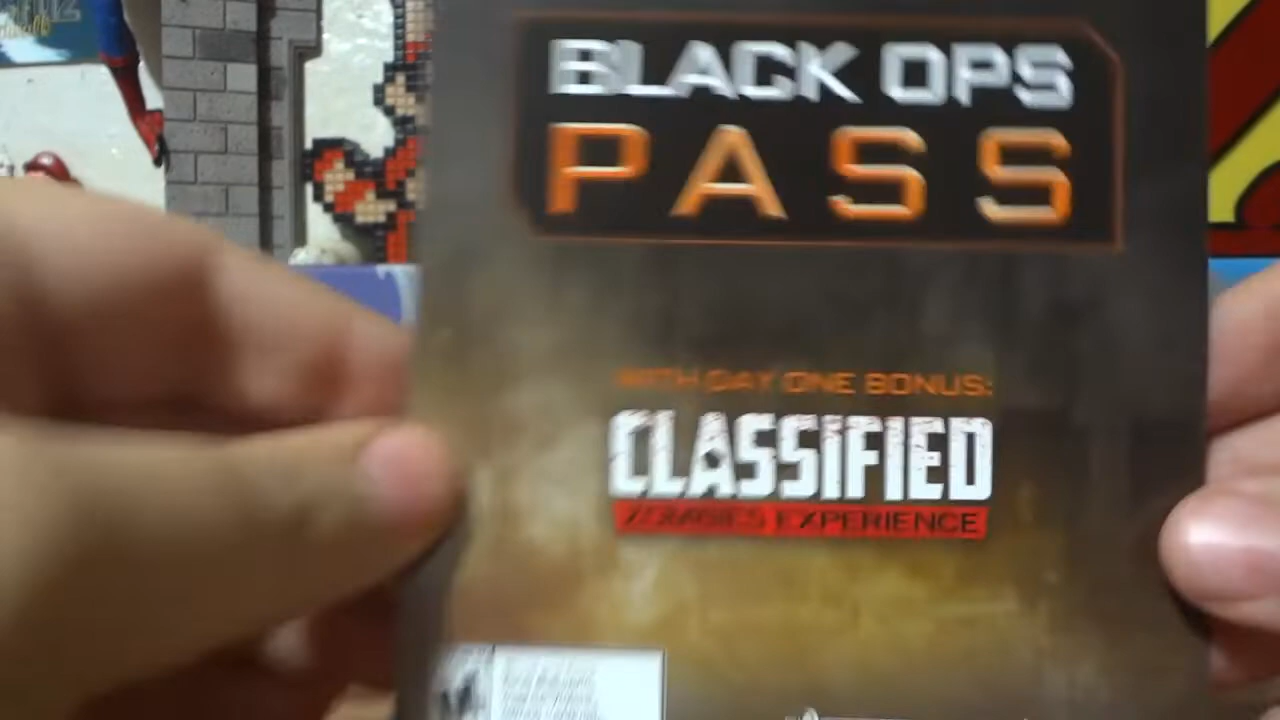 BLACK OPS
PASS
WITH DAY ONE BONUS:
CLASSIFIED
ZOMBIES EXPERIENCE